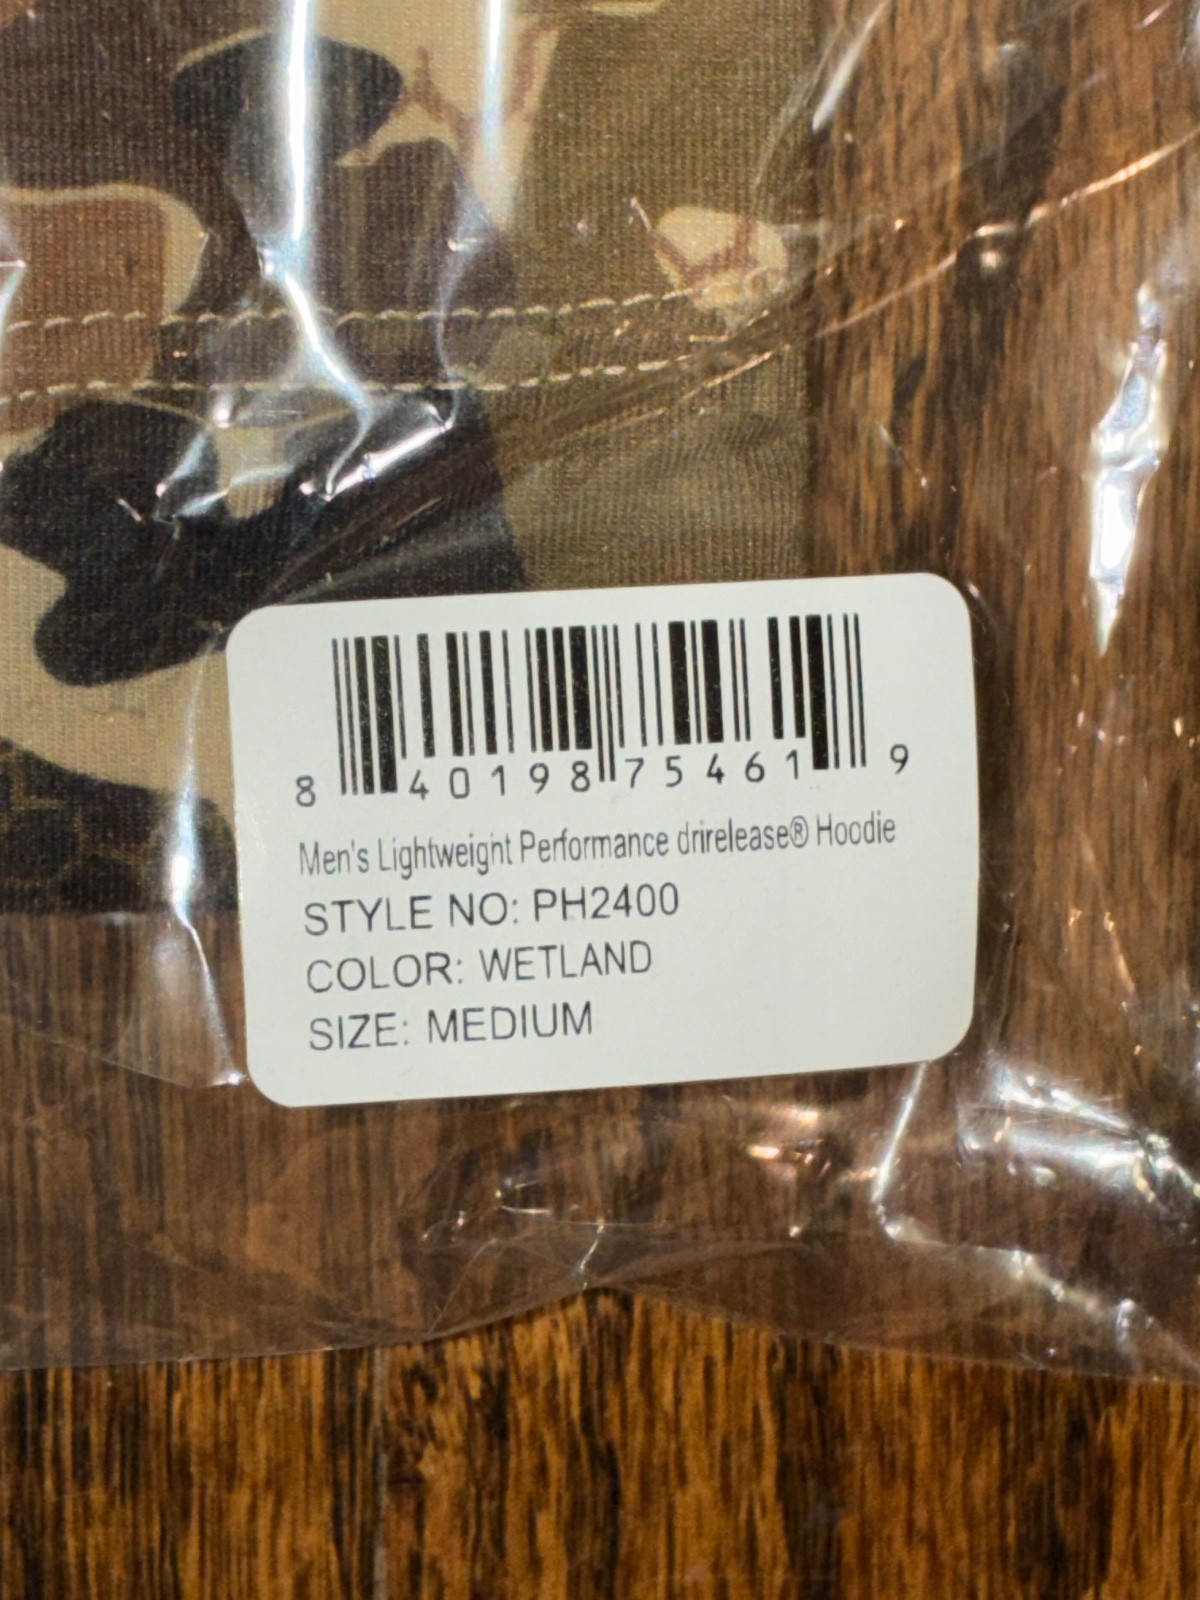 8 40198 75461 9
Men's Lightweight Performance drirelease® Hoodie
STYLE NO: PH2400
COLOR: WETLAND
SIZE: MEDIUM